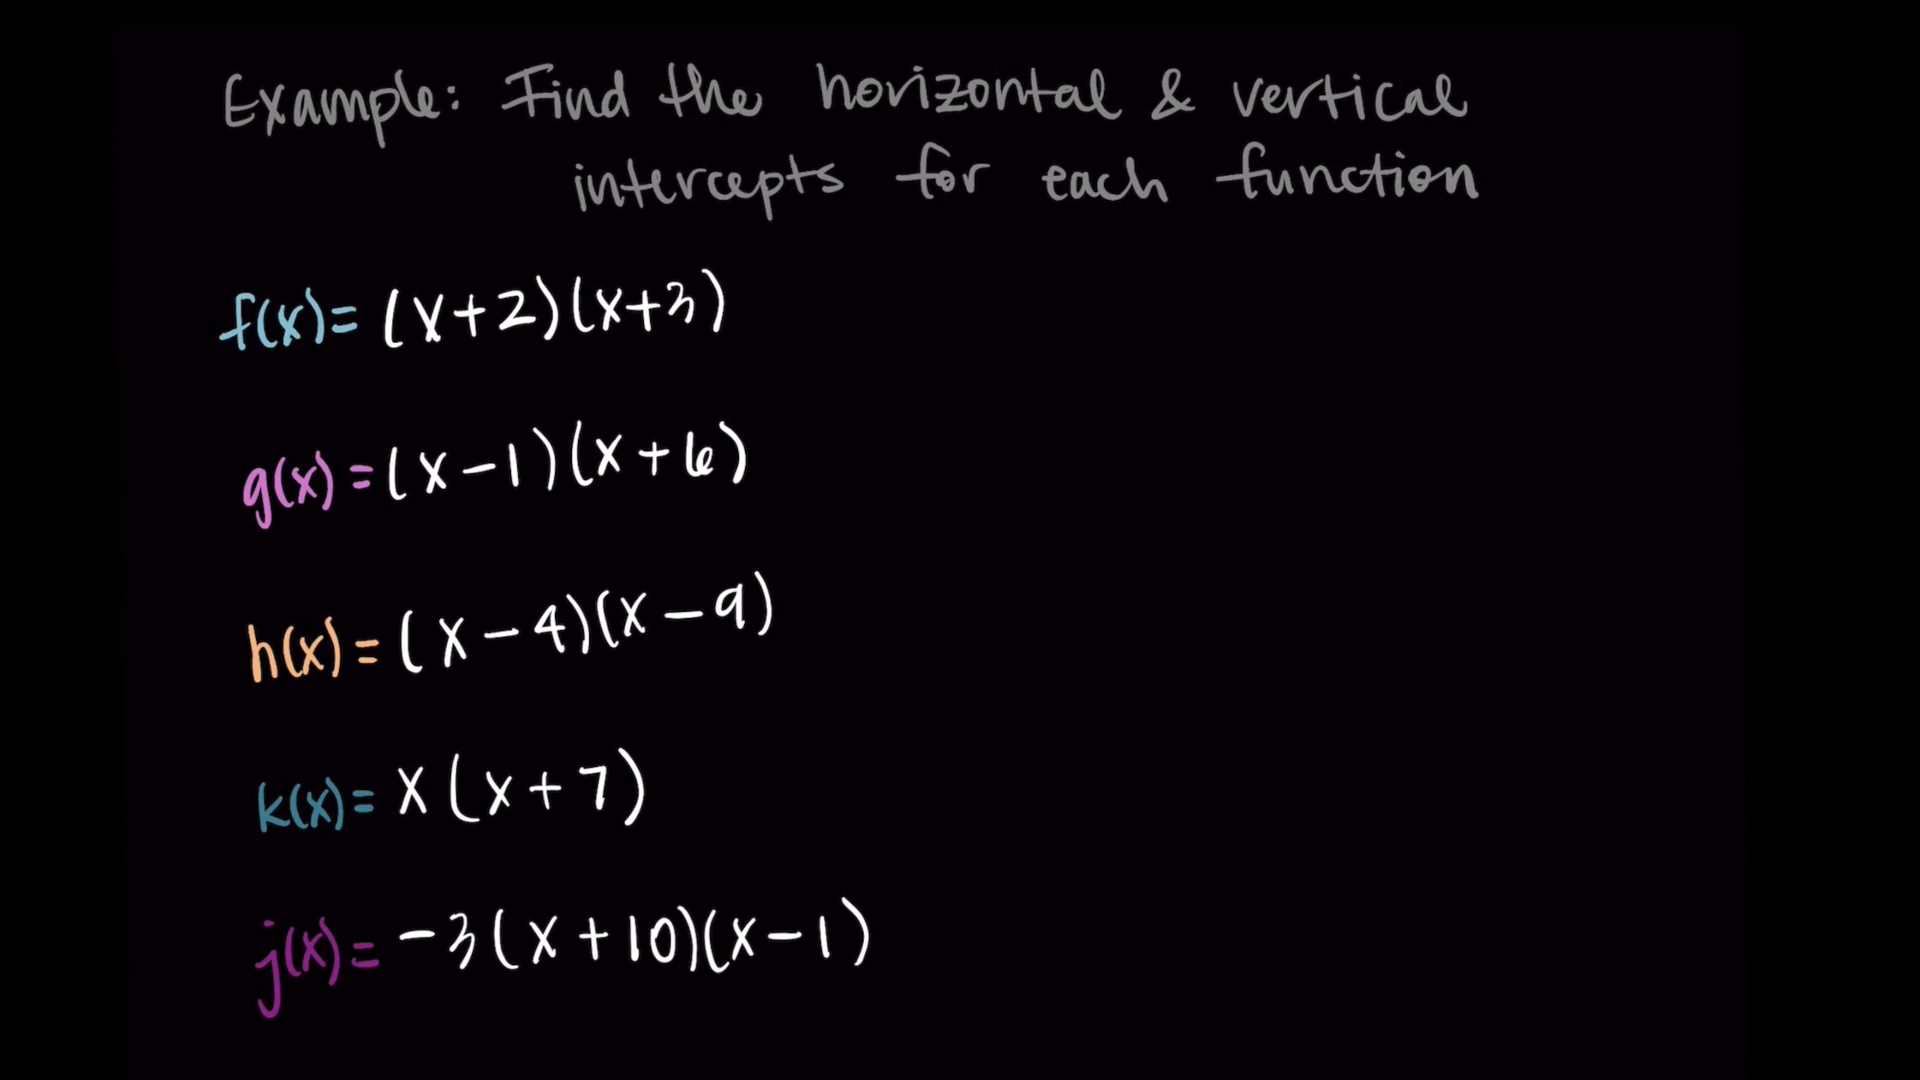 Example: Find the horizontal & vertical
intercepts for each function
f(x)= (x+2)(x+3)
g(x)=(x-1)(x+6)
h(x)= (x-4)(x-9)
k(x)= x(x+7)
j(x)= -3(x+10)(x-1)